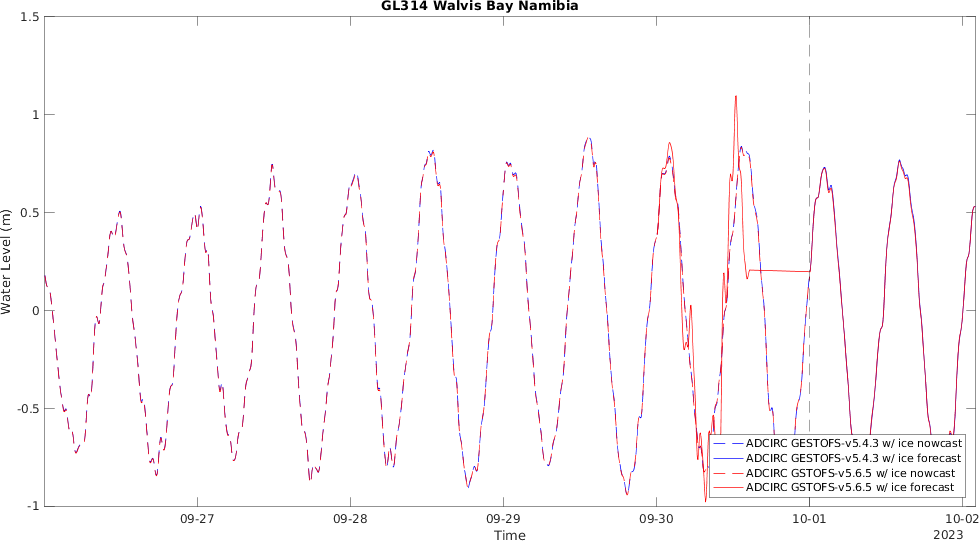 GL314 Walvis Bay Namibia
1.5
1
0.5
0
-0.5
-1
Water Level (m)
09-27
09-28
09-29
09-30
10-01
10-02
Time
2023
ADCIRC GESTOFS-v5.4.3 w/ ice nowcast
ADCIRC GESTOFS-v5.4.3 w/ ice forecast
ADCIRC GSTOFS-v5.6.5 w/ ice nowcast
ADCIRC GSTOFS-v5.6.5 w/ ice forecast